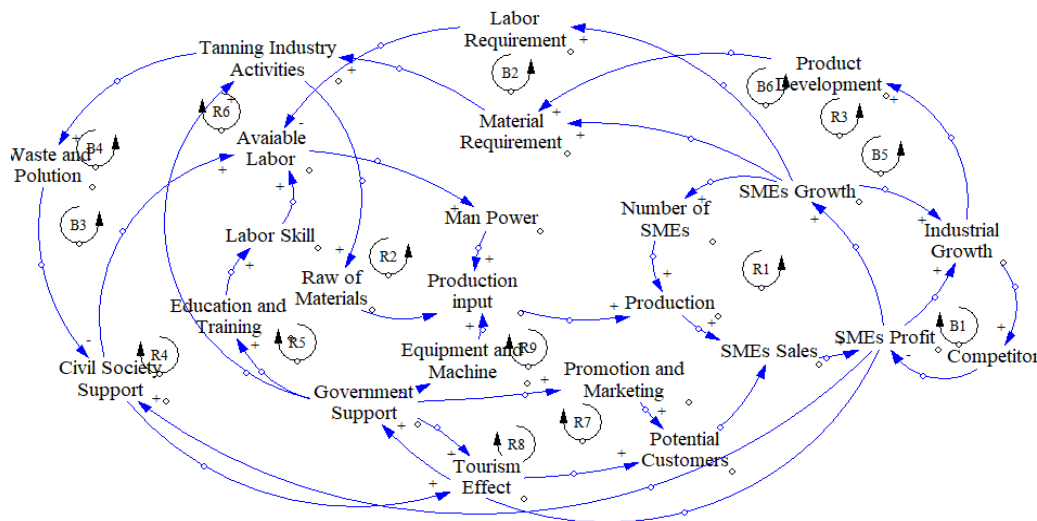 Labor
Requirement
Tanning Industry
Activities
B2
Product
Development
B6
R6
R3
Avaiable
Labor
Material
Requirement
B4
Waste and
Polution
B5
SMEs Growth
Man Power
Number of
SMEs
B3
Labor Skill
Industrial
Growth
R2
R1
Raw of
Materials
Production
input
Education and
Training
Production
R5
R9
B1
SMEs Profit
SMEs Sales
Competitor
R4
Civil Society
Support
Equipment and
Machine
Promotion and
Marketing
Government
Support
R7
R8
Potential
Customers
Tourism
Effect